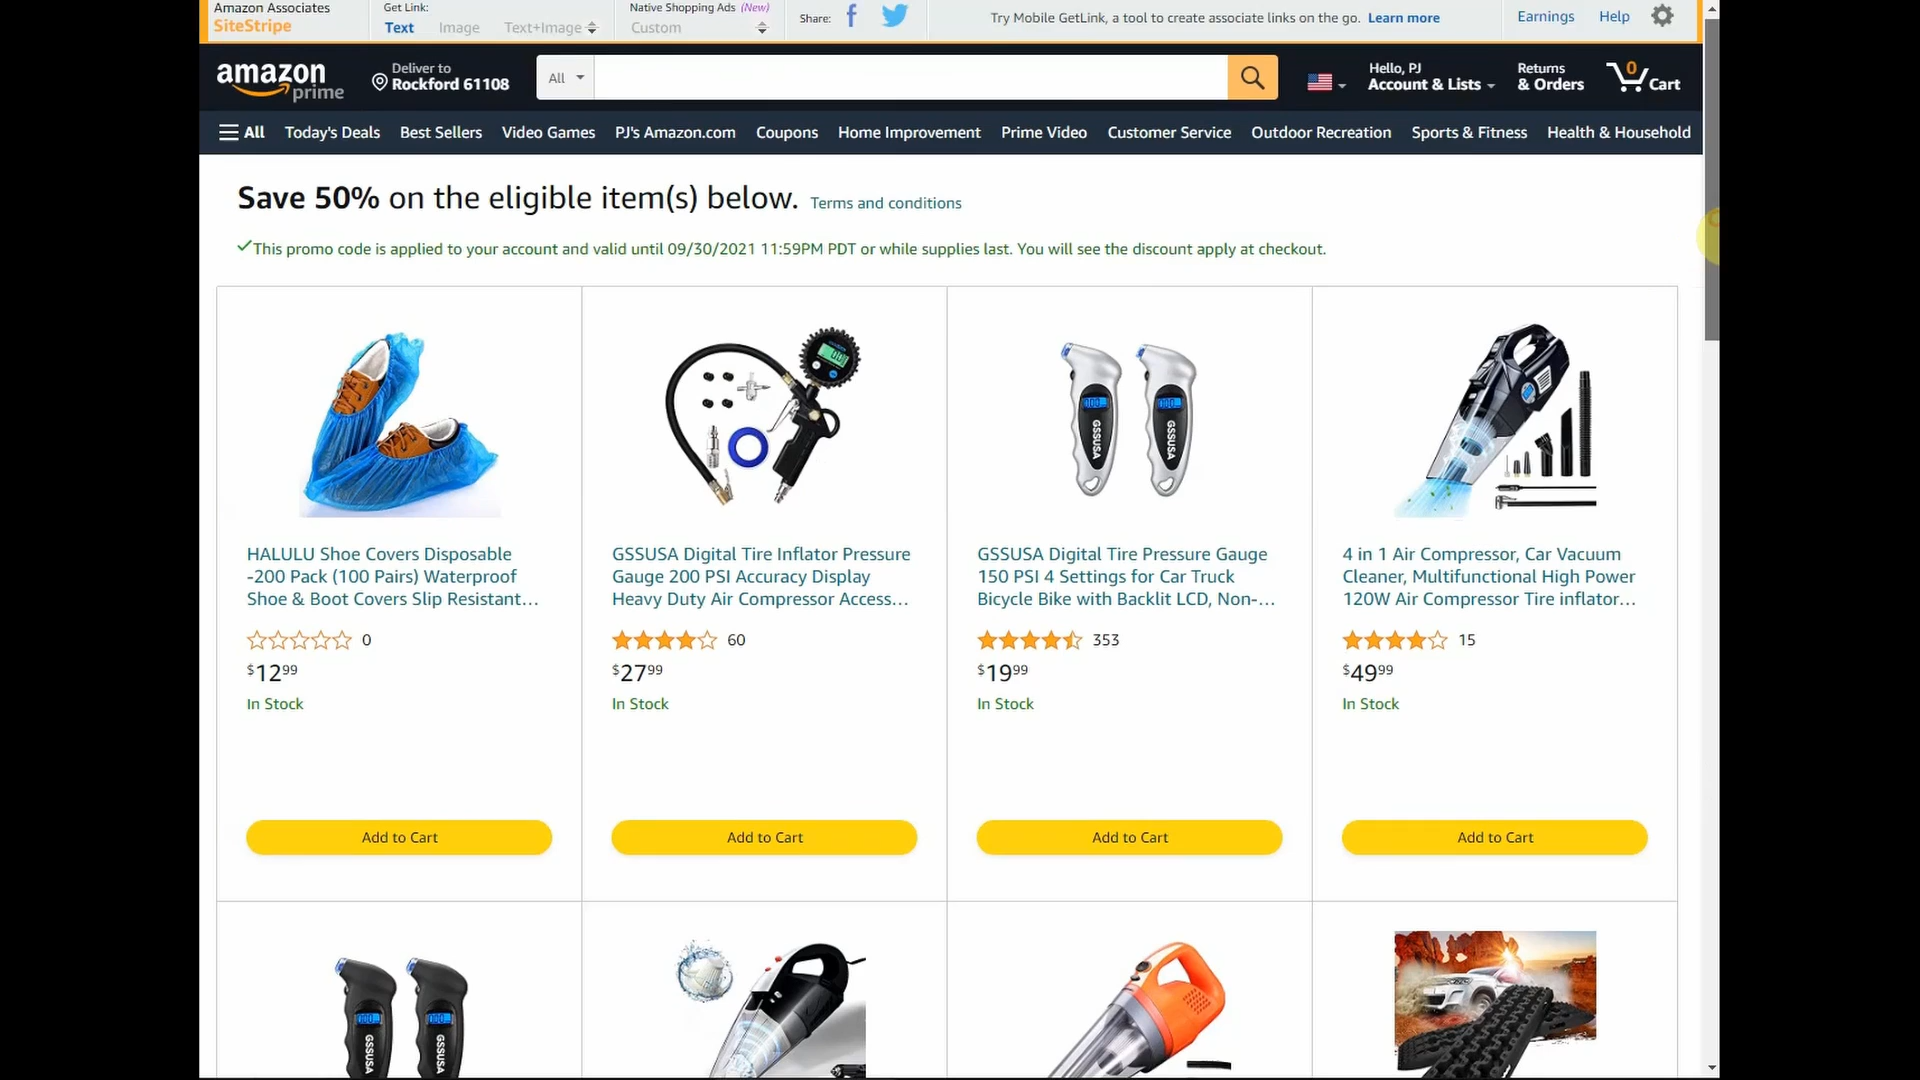 Amazon Associates
SiteStripe
Get Link:
Text Image Text+Image
Native Shopping Ads (New)
Custom
Share:
Try Mobile GetLink, a tool to create associate links on the go. Learn more
Earnings Help
amazon prime
Deliver to
Rockford 61108
All
Hello, PJ
Account & Lists
Returns
& Orders
0
Cart
All Today's Deals Best Sellers Video Games PJ's Amazon.com Coupons Home Improvement Prime Video Customer Service Outdoor Recreation Sports & Fitness Health & Household
Save 50% on the eligible item(s) below. Terms and conditions
This promo code is applied to your account and valid until 09/30/2021 11:59PM PDT or while supplies last. You will see the discount apply at checkout.
GSSUSA GSSUSA
HALULU Shoe Covers Disposable
-200 Pack (100 Pairs) Waterproof
Shoe & Boot Covers Slip Resistant...
0
$12.99
In Stock
Add to Cart
GSSUSA Digital Tire Inflator Pressure
Gauge 200 PSI Accuracy Display
Heavy Duty Air Compressor Access...
60
$27.99
In Stock
Add to Cart
GSSUSA Digital Tire Pressure Gauge
150 PSI 4 Settings for Car Truck
Bicycle Bike with Backlit LCD, Non-...
353
$19.99
In Stock
Add to Cart
4 in 1 Air Compressor, Car Vacuum
Cleaner, Multifunctional High Power
120W Air Compressor Tire inflator...
15
$49.99
In Stock
Add to Cart
GSSUSA GSSUSA